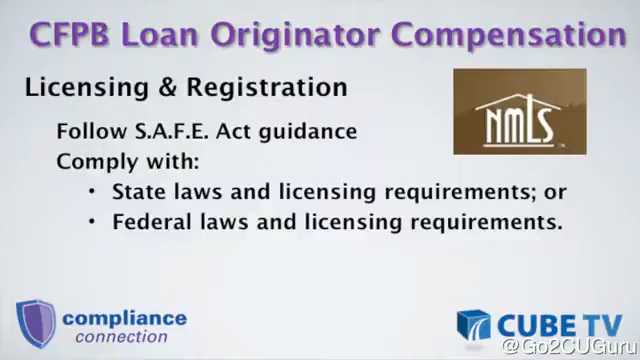 CFPB Loan Originator Compensation
Licensing & Registration
NMLS
Follow S.A.F.E. Act guidance
Comply with:
• State laws and licensing requirements; or
• Federal laws and licensing requirements.
compliance
connection
CUBE TV
@Go2CUGuru